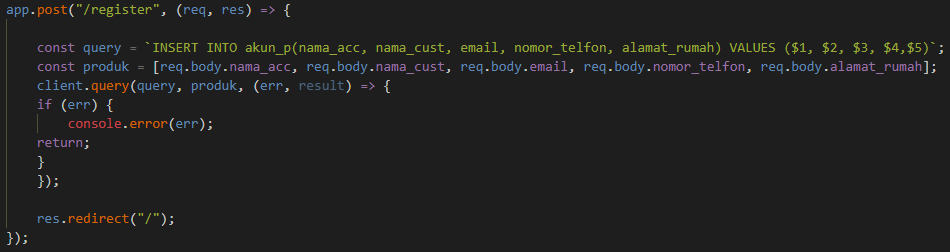 app.post("/register", (req, res) => {
const query = `INSERT INTO akun_p(nama_acc, nama_cust, email, nomor_telfon, alamat_rumah) VALUES ($1, $2, $3, $4,$5)`;
const produk = [req.body.nama_acc, req.body.nama_cust, req.body.email, req.body.nomor_telfon, req.body.alamat_rumah];
client.query(query, produk, (err, result) => {
if (err) {
console.error(err);
return;
}
});
res.redirect("/");
});